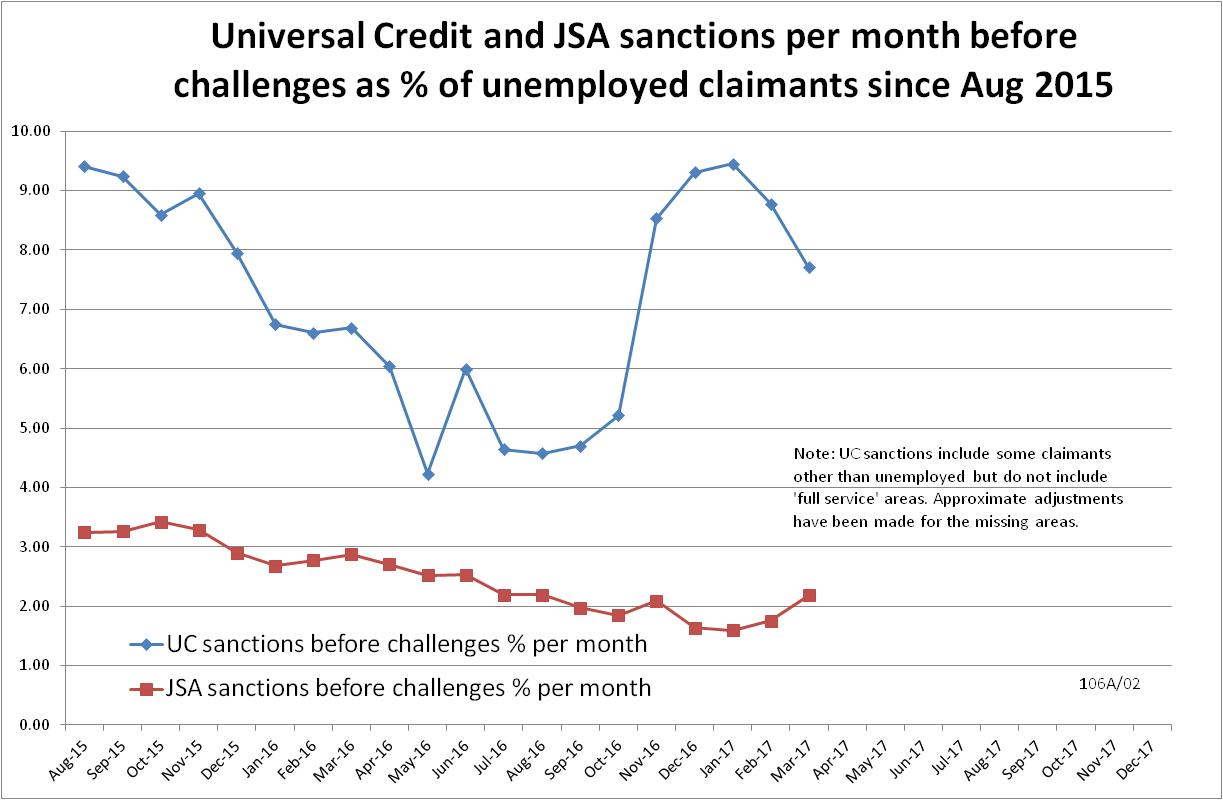 Universal Credit and JSA sanctions per month before
challenges as % of unemployed claimants since Aug 2015
10.00
9.00
8.00
7.00
6.00
5.00
4.00
3.00
2.00
1.00
0.00
Note: UC sanctions include some claimants
other than unemployed but do not include
'full service' areas. Approximate adjustments
have been made for the missing areas.
UC sanctions before challenges % per month
JSA sanctions before challenges % per month
106A/02
Aug-15
Sep-15
Oct-15
Nov-15
Dec-15
Jan-16
Feb-16
Mar-16
Apr-16
May-16
Jun-16
Jul-16
Aug-16
Sep-16
Oct-16
Nov-16
Dec-16
Jan-17
Feb-17
Mar-17
Apr-17
May-17
Jun-17
Jul-17
Aug-17
Sep-17
Oct-17
Nov-17
Dec-17